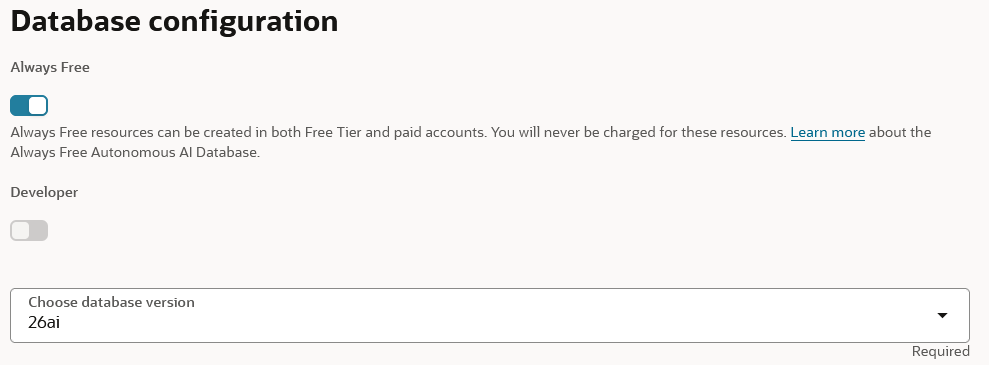 Database configuration
Always Free
Always Free resources can be created in both Free Tier and paid accounts. You will never be charged for these resources. Learn more about the
Always Free Autonomous AI Database.
Developer
Choose database version
26ai
Required